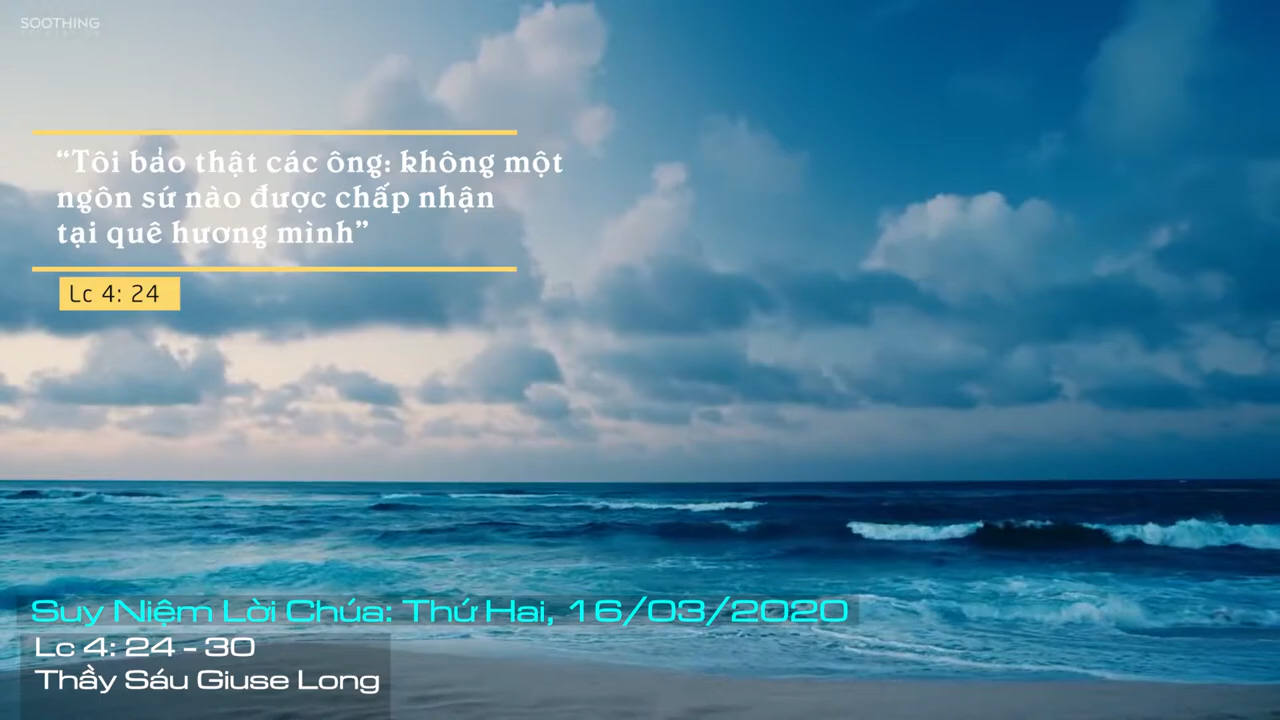 SOOTHING
“Tôi bảo thật các ông: không một
ngôn sứ nào được chấp nhận
tại quê hương mình”
Lc 4: 24
Suy Niệm Lời Chúa: Thứ Hai, 16/03/2020
Lc 4: 24 - 30
Thầy Sáu Giuse Long